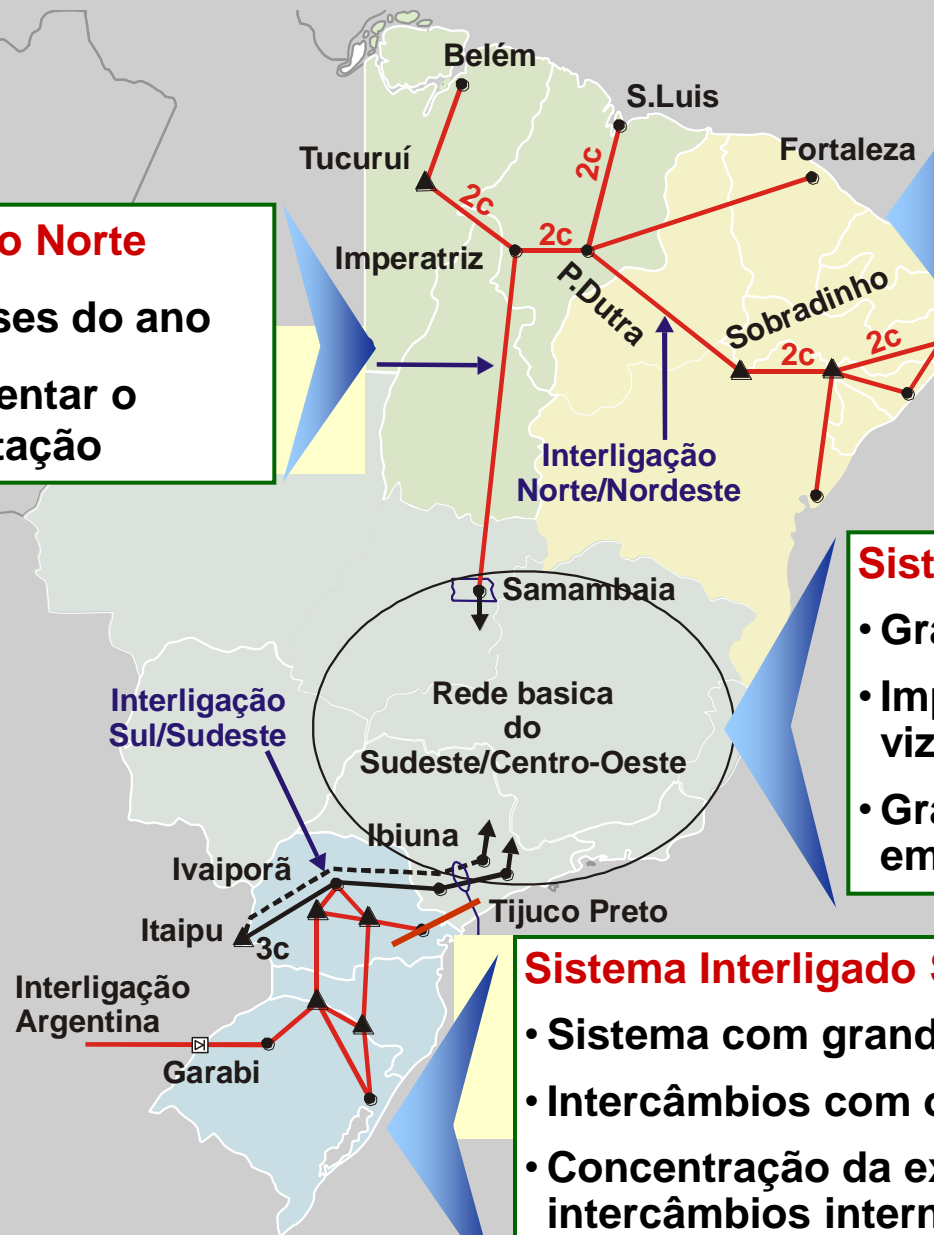 Belém
S.Luis
Tucuruí
2c
Fortaleza
2c
2c
Imperatriz
P.Dutra
Sobradinho
2c
2c
o Norte
ses do ano
entar o
tação
Interligação
Norte/Nordeste
Samambaia
Rede basica
do
Sudeste/Centro-Oeste
Interligação
Sul/Sudeste
Ibiuna
Ivaiporã
Itaipu
3c
Tijuco Preto
Interligação
Argentina
Garabi
Sist
• Gra
• Imp
viz
• Gra
em
Sistema Interligado S
• Sistema com grand
• Intercâmbios com o
• Concentração da ex
intercâmbios intern